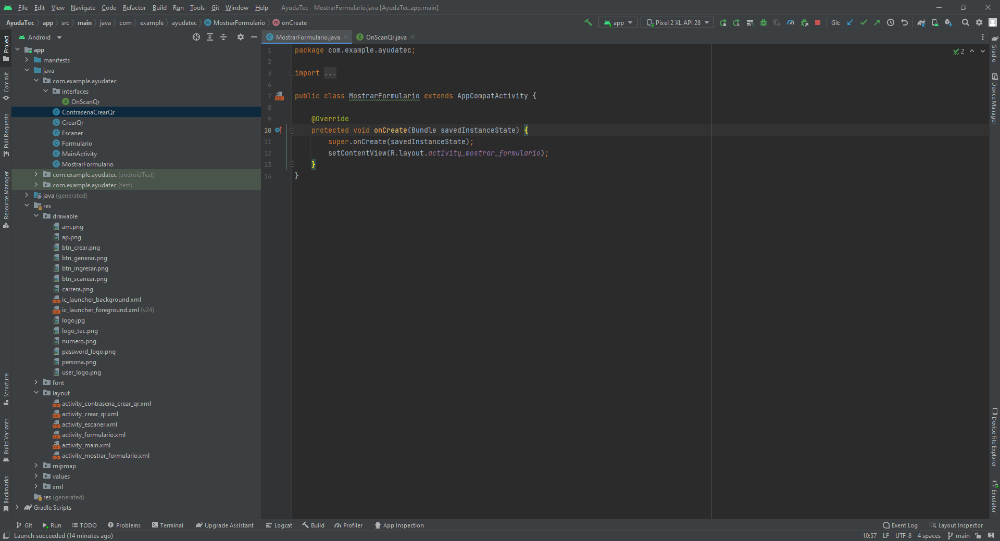 File Edit View Navigate Code Refactor Build Run Tools Git Window Help AyudaTec - MostrarFormulario.java [AyudaTec.app.main]
AyudaTec app src main java com example ayudatec MostrarFormulario onCreate app Pixel 2 XL API 28 Git:
Android
MostrarFormulario.java OnScanQr.java
Project
Commit
Pull Requests
Resource Manager
Structure
Build Variants
Bookmarks
app
manifests
java
com.example.ayudatec
interfaces
OnScanQr
ContrasenaCrearQr
CrearQr
Escaner
Formulario
MainActivity
MostrarFormulario
com.example.ayudatec (androidTest)
com.example.ayudatec (test)
java (generated)
res
drawable
am.png
ap.png
btn_crear.png
btn_generar.png
btn_ingresar.png
btn_scanear.png
carrera.png
ic_launcher_background.xml
ic_launcher_foreground.xml (v24)
logo.jpg
logo_tec.png
numero.png
password_logo.png
persona.png
user_logo.png
font
layout
activity_contrasena_crear_qr.xml
activity_crear_qr.xml
activity_escaner.xml
activity_formulario.xml
activity_main.xml
activity_mostrar_formulario.xml
mipmap
values
xml
res (generated)
Gradle Scripts
1 package com.example.ayudatec;
2
3 import ...
6
7 public class MostrarFormulario extends AppCompatActivity {
8
9 @Override
10 protected void onCreate(Bundle savedInstanceState) {
11 super.onCreate(savedInstanceState);
12 setContentView(R.layout.activity_mostrar_formulario);
13 }
14 }
2
Gradle
Device Manager
Device File Explorer
Emulator
Git Run TODO Problems Terminal Upgrade Assistant Logcat Build Profiler App Inspection Event Log Layout Inspector
Launch succeeded (14 minutes ago) 10:57 LF UTF-8 4 spaces main